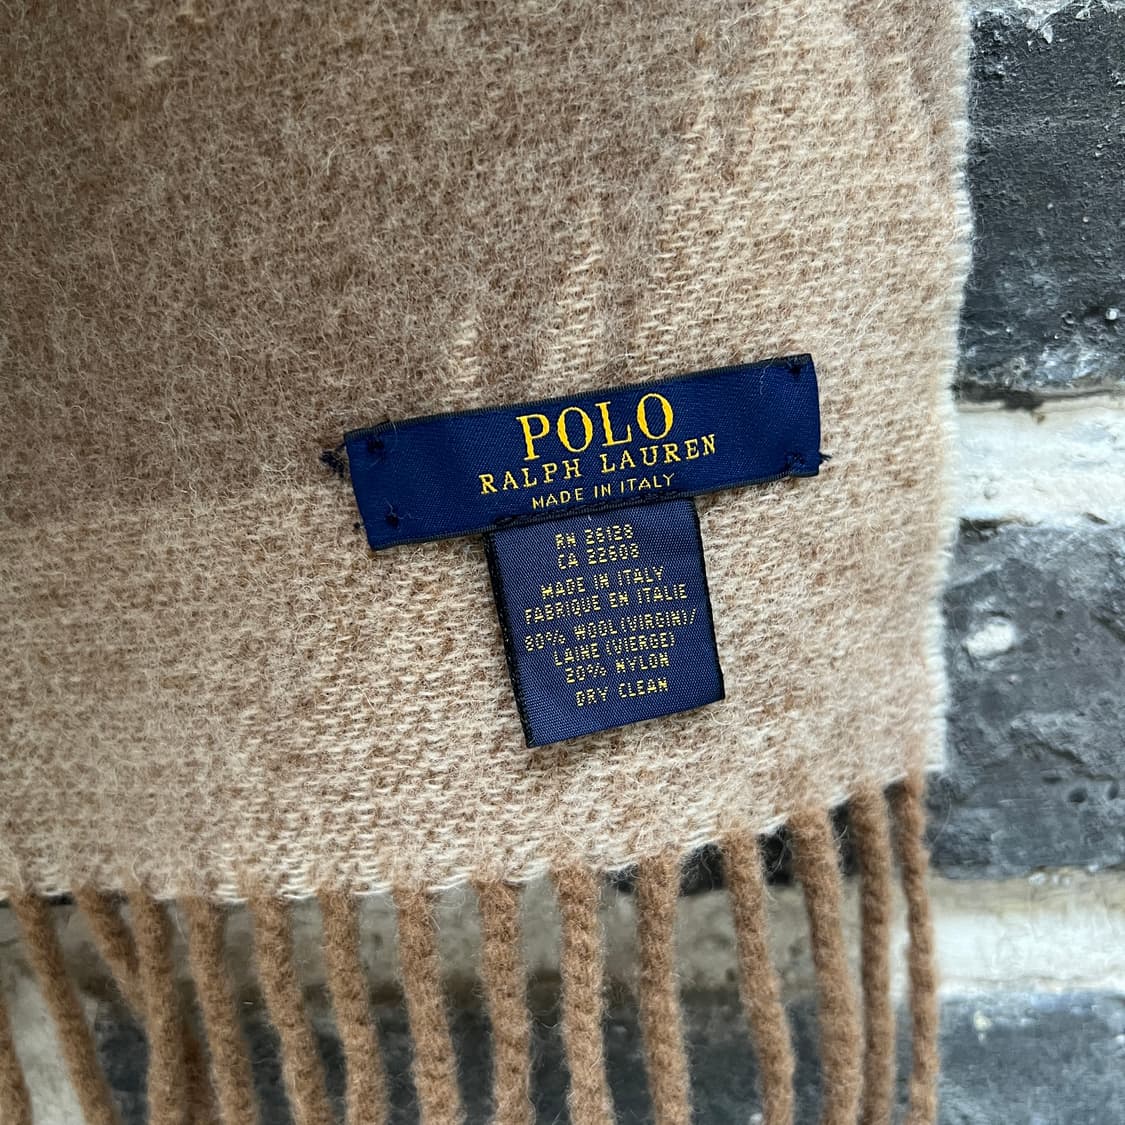 POLO
RALPH LAUREN
MADE IN ITALY
RN 26128
CA 22608
MADE IN ITALY
FABRIQUE EN ITALIE
80% WOOL (VIRGIN)/
LAINE (VIERGE)
20% NYLON
DRY CLEAN